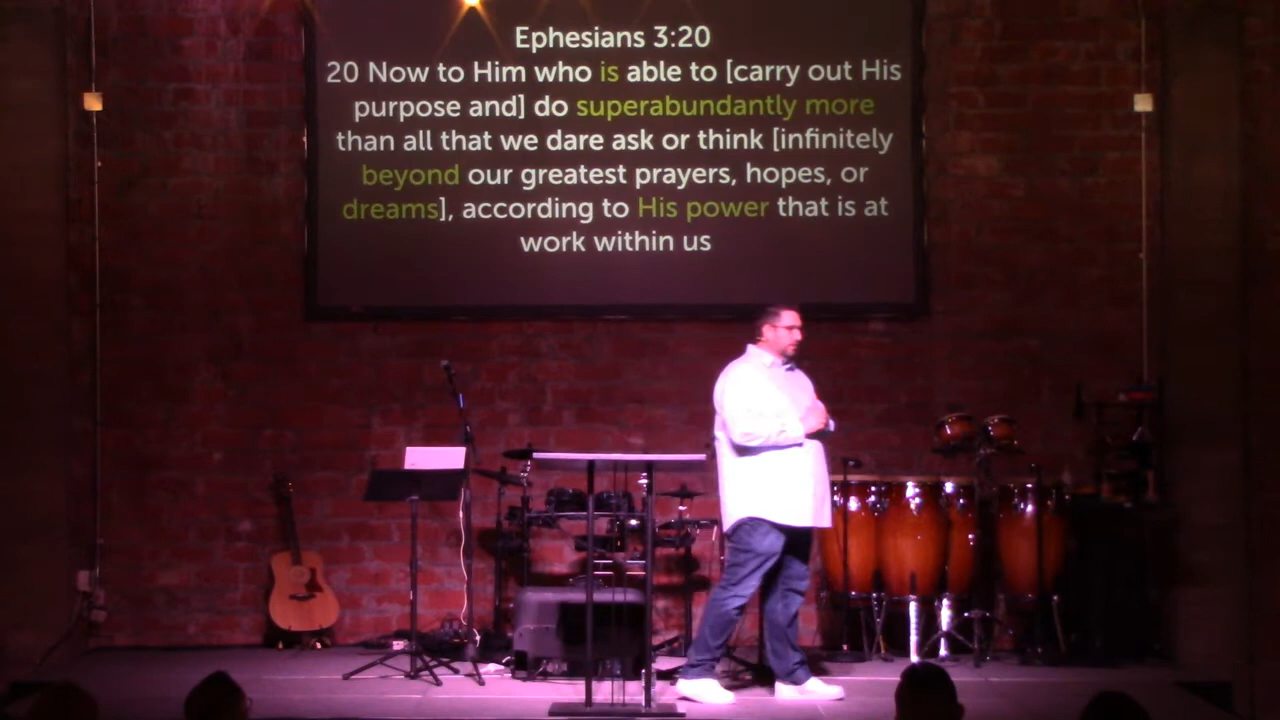 Ephesians 3:20
20 Now to Him who is able to [carry out His
purpose and] do superabundantly more
than all that we dare ask or think [infinitely
beyond our greatest prayers, hopes, or
dreams], according to His power that is at
work within us